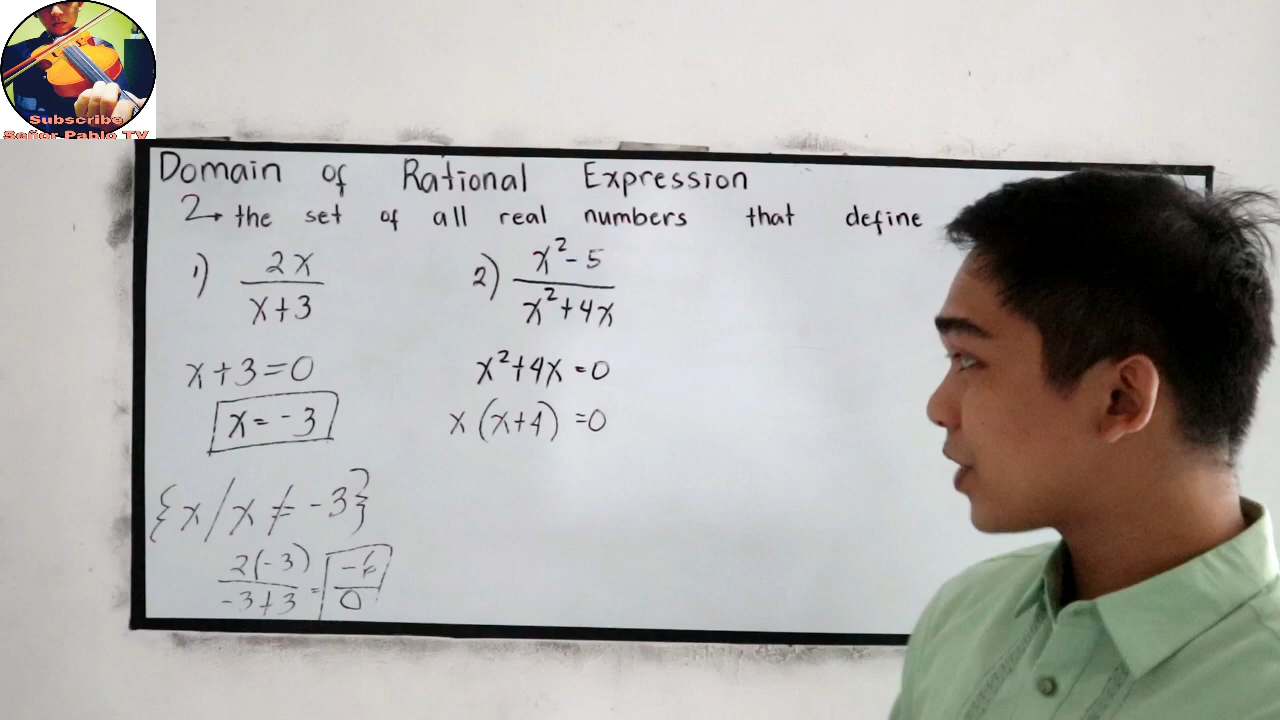 Subscribe
Señor Pablo TV
Domain of Rational Expression
the set of all real numbers that define
1) 2x
x+3
x+3=0
x=-3
{x/x≠-3}
2(-3)
-3+3
=
-6
0
2) x²-5
x²+4x
x²+4x=0
x(x+4)=0